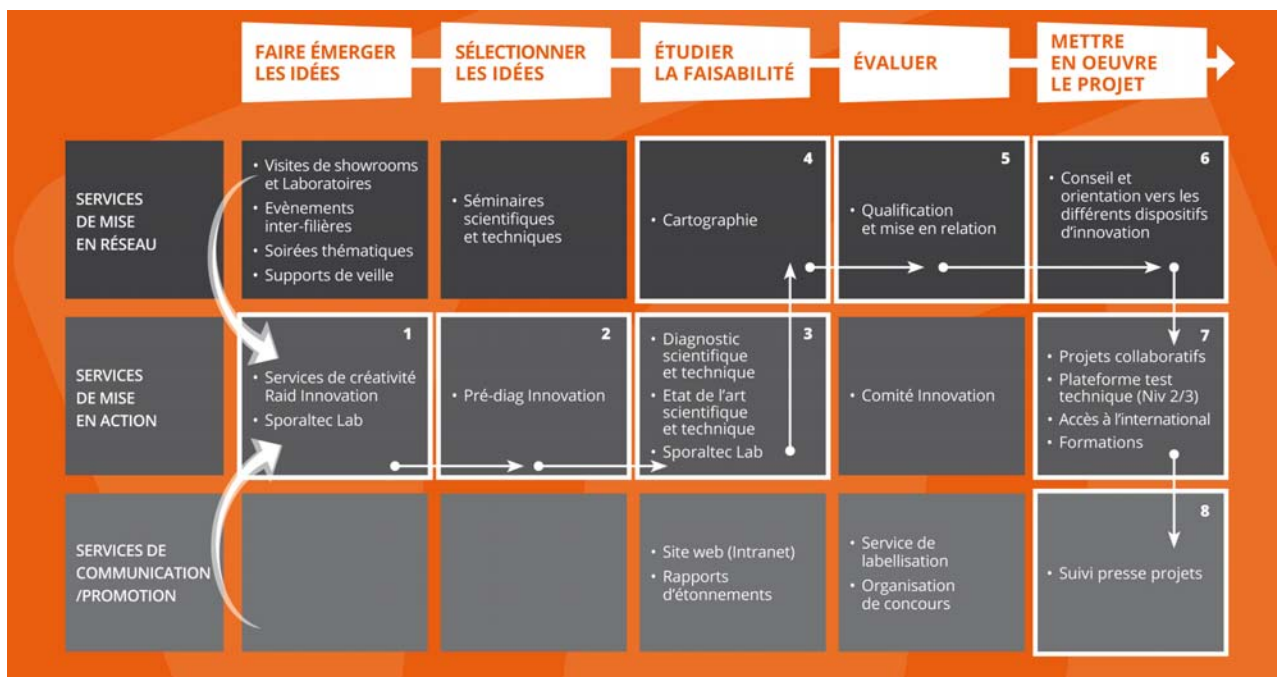 FAIRE ÉMERGER
LES IDÉES
SÉLECTIONNER
LES IDÉES
ÉTUDIER
LA FAISABILITÉ
ÉVALUER
METTRE
EN OEUVRE
LE PROJET
SERVICES
DE MISE
EN RÉSEAU
• Visites de showrooms
et Laboratoires
• Evènements
inter-filières
• Soirées thématiques
• Supports de veille
• Séminaires
scientifiques
et techniques
4
• Cartographie
5
• Qualification
et mise en relation
6
• Conseil et
orientation vers les
différents dispositifs
d’innovation
SERVICES
DE MISE
EN ACTION
1
• Services de créativité
Raid Innovation
• Sporaltec Lab
2
• Pré-diag Innovation
3
• Diagnostic
scientifique
et technique
• Etat de l’art
scientifique
et technique
• Sporaltec Lab
• Comité Innovation
7
• Projets collaboratifs
• Plateforme test
technique (Niv 2/3)
• Accès à l’international
• Formations
SERVICES DE
COMMUNICATION
/PROMOTION
• Site web (Intranet)
• Rapports
d’étonnements
• Service de
labellisation
• Organisation
de concours
8
• Suivi presse projets